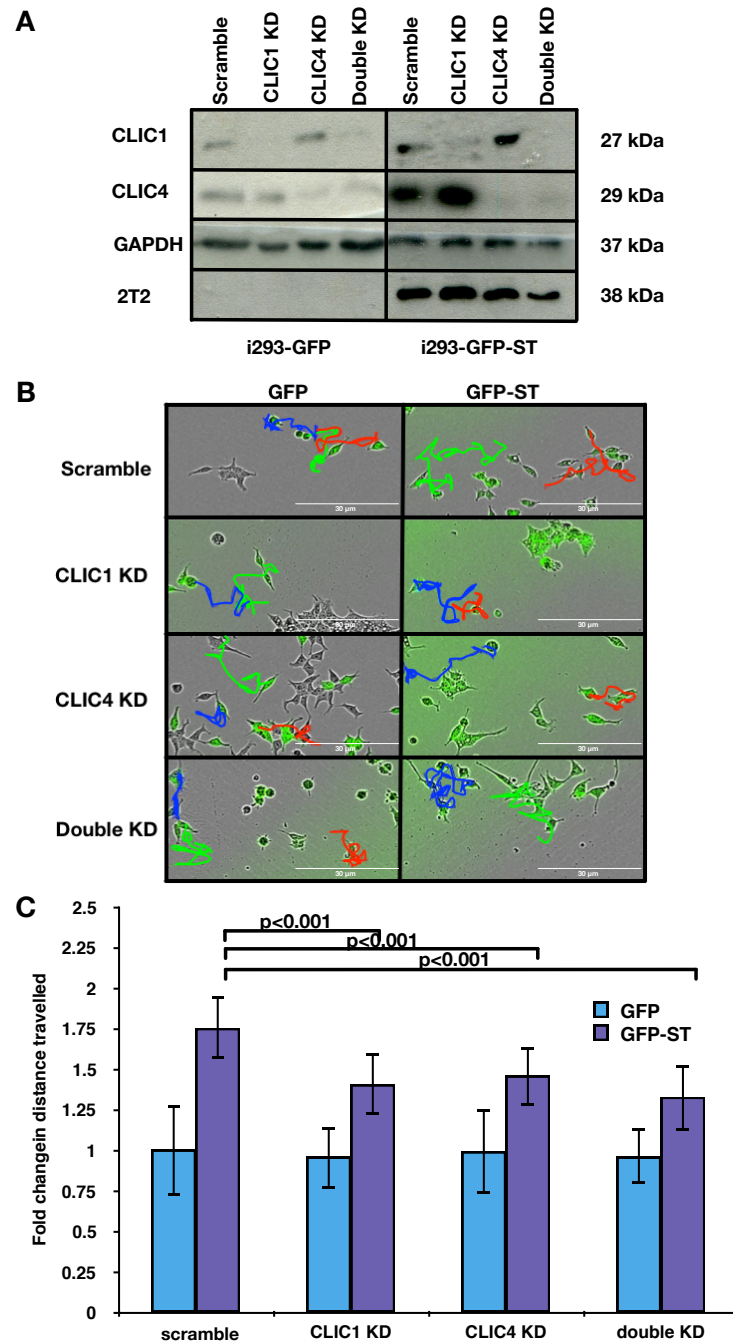 A
Scramble
CLIC1 KD
CLIC4 KD
Double KD
Scramble
CLIC1 KD
CLIC4 KD
Double KD
CLIC1
27 kDa
CLIC4
29 kDa
GAPDH
37 kDa
2T2
38 kDa
i293-GFP
i293-GFP-ST
B
GFP
GFP-ST
Scramble
30 µm
30 µm
CLIC1 KD
30 µm
30 µm
CLIC4 KD
30 µm
30 µm
Double KD
30 µm
30 µm
C
Fold changein distance travelled
2.5
2.25
2
1.75
1.5
1.25
1
0.75
0.5
0.25
0
p<0.001
p<0.001
p<0.001
GFP
GFP-ST
scramble
CLIC1 KD
CLIC4 KD
double KD